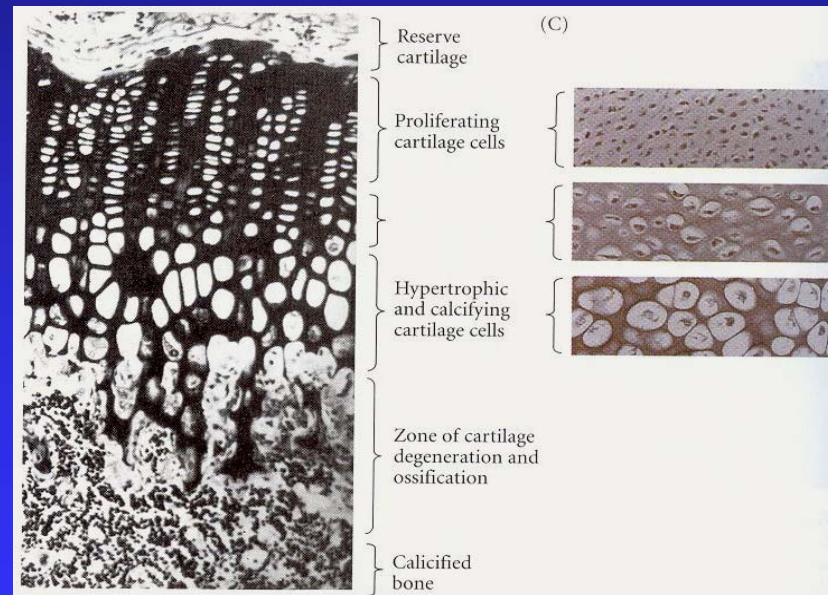 Reserve
cartilage
(C)
Proliferating
cartilage cells
Hypertrophic
and calcifying
cartilage cells
Zone of cartilage
degeneration and
ossification
Calicified
bone